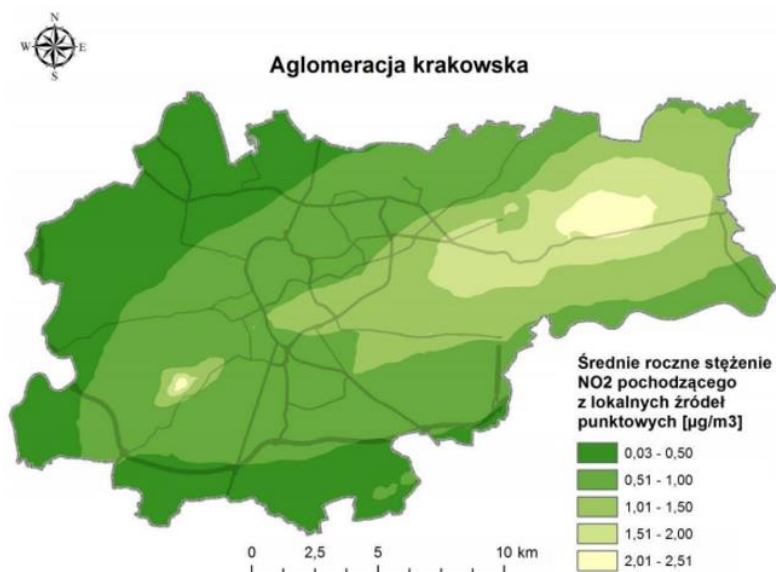 N
W E
S
Aglomeracja krakowska
Średnie roczne stężenie
NO2 pochodzącego
z lokalnych źródeł
punktowych [µg/m3]
0,03 - 0,50
0,51 - 1,00
1,01 - 1,50
1,51 - 2,00
2,01 - 2,51
0 2,5 5 10 km